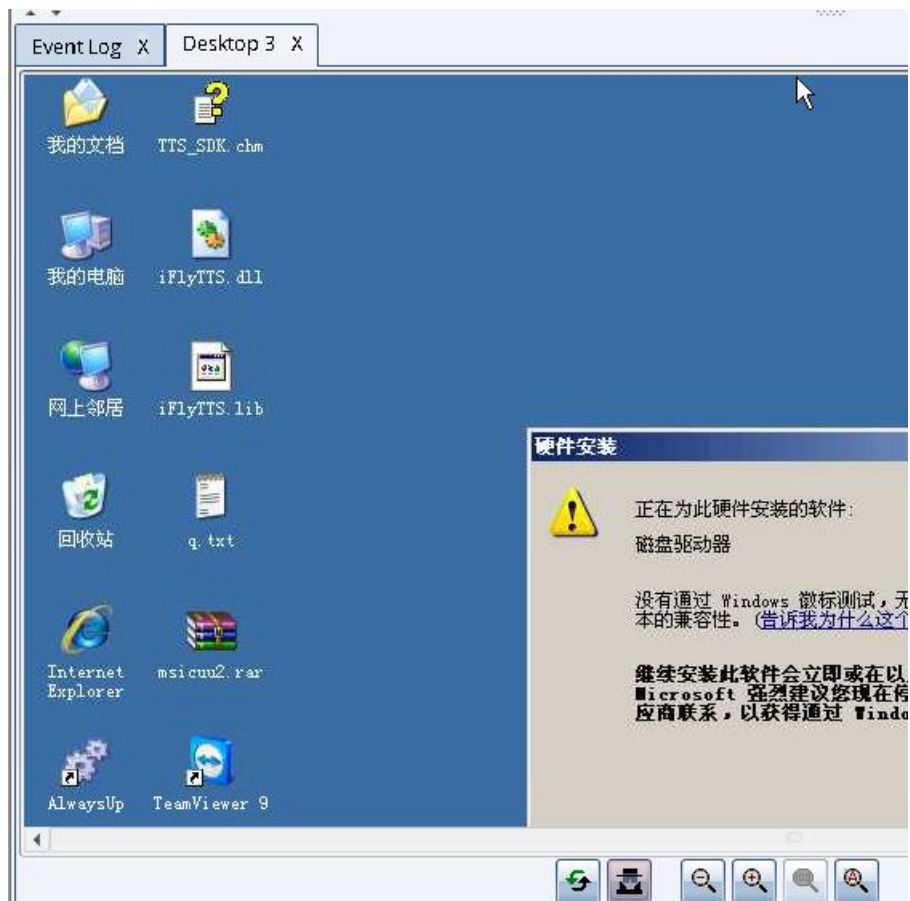 Event Log X
Desktop 3 X
我的文档
TTS_SDK.chm
我的电脑
iFlyTTS.dll
网上邻居
iFlyTTS.lib
回收站
q.txt
Internet
Explorer
msicuu2.rar
AlwaysUp
TeamViewer 9
硬件安装
正在为此硬件安装的软件:
磁盘驱动器
没有通过 Windows 徽标测试，无
本的兼容性。(告诉我为什么这个
继续安装此软件会立即或在以
Microsoft 强烈建议您现在停
应商联系，以获得通过 Windo